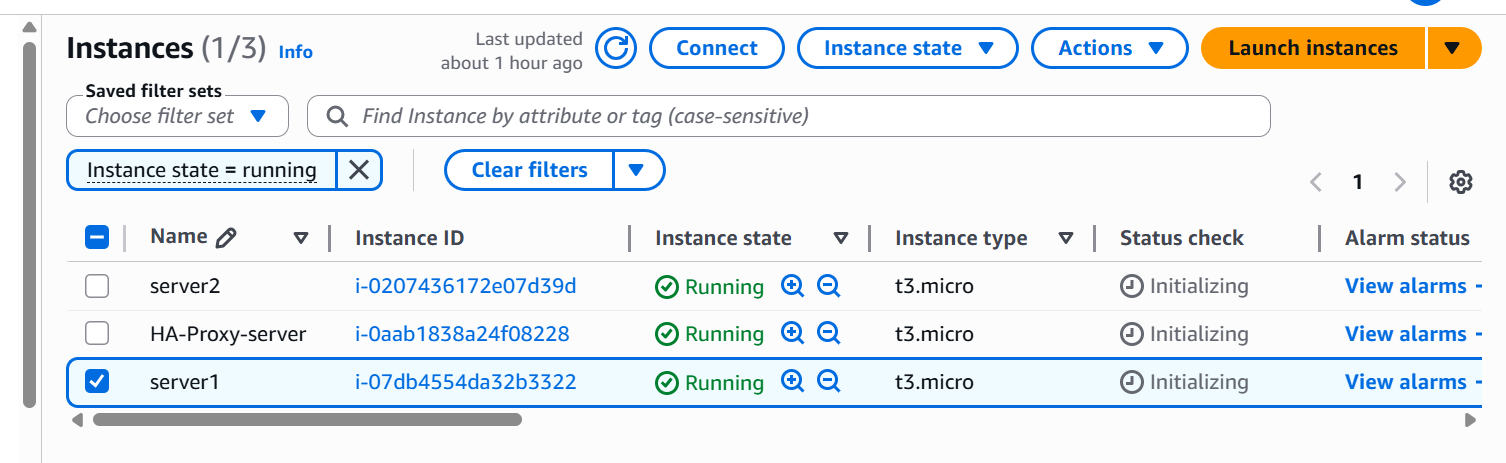 Instances (1/3) Info
Last updated
about 1 hour ago
Connect
Instance state
Actions
Launch instances
Saved filter sets
Choose filter set
Find Instance by attribute or tag (case-sensitive)
Instance state = running
Clear filters
1
Name Instance ID Instance state Instance type Status check Alarm status
server2 i-0207436172e07d39d Running t3.micro Initializing View alarms
HA-Proxy-server i-0aab1838a24f08228 Running t3.micro Initializing View alarms
server1 i-07db4554da32b3322 Running t3.micro Initializing View alarms